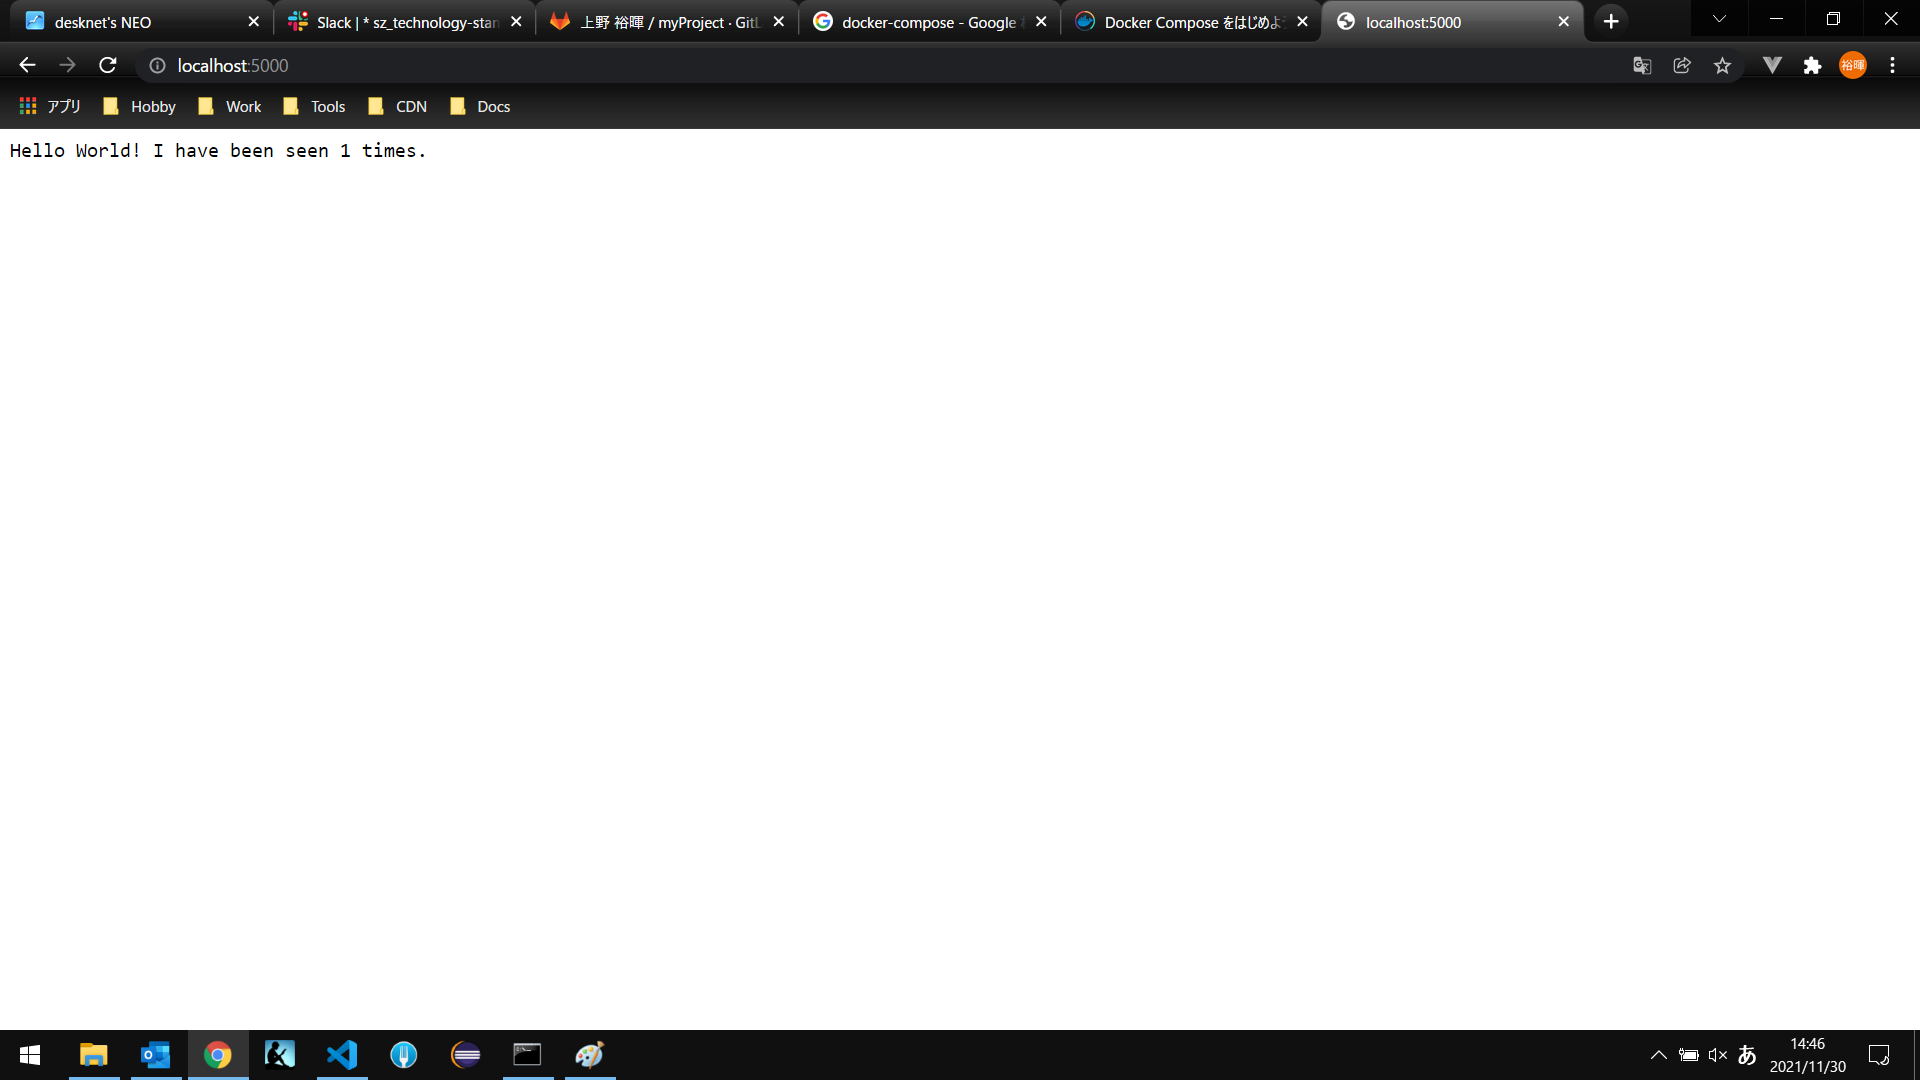 desknet's NEO
Slack | * sz_technology-stan
上野 裕暉 / myProject · GitL
docker-compose - Google
Docker Compose をはじめよ
localhost:5000
localhost:5000
裕暉
アプリ
Hobby
Work
Tools
CDN
Docs
Hello World! I have been seen 1 times.
あ
14:46
2021/11/30